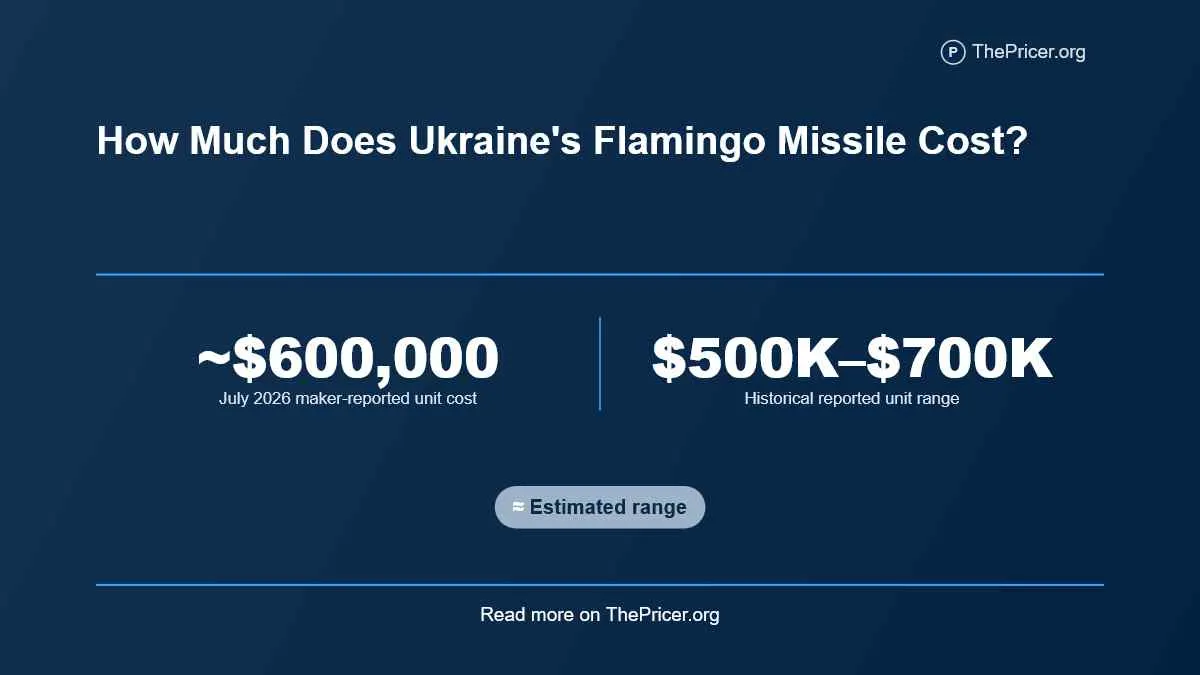 P ThePricer.org
How Much Does Ukraine's Flamingo Missile Cost?
~$600,000
July 2026 maker-reported unit cost
$500K–$700K
Historical reported unit range
≈ Estimated range
Read more on ThePricer.org